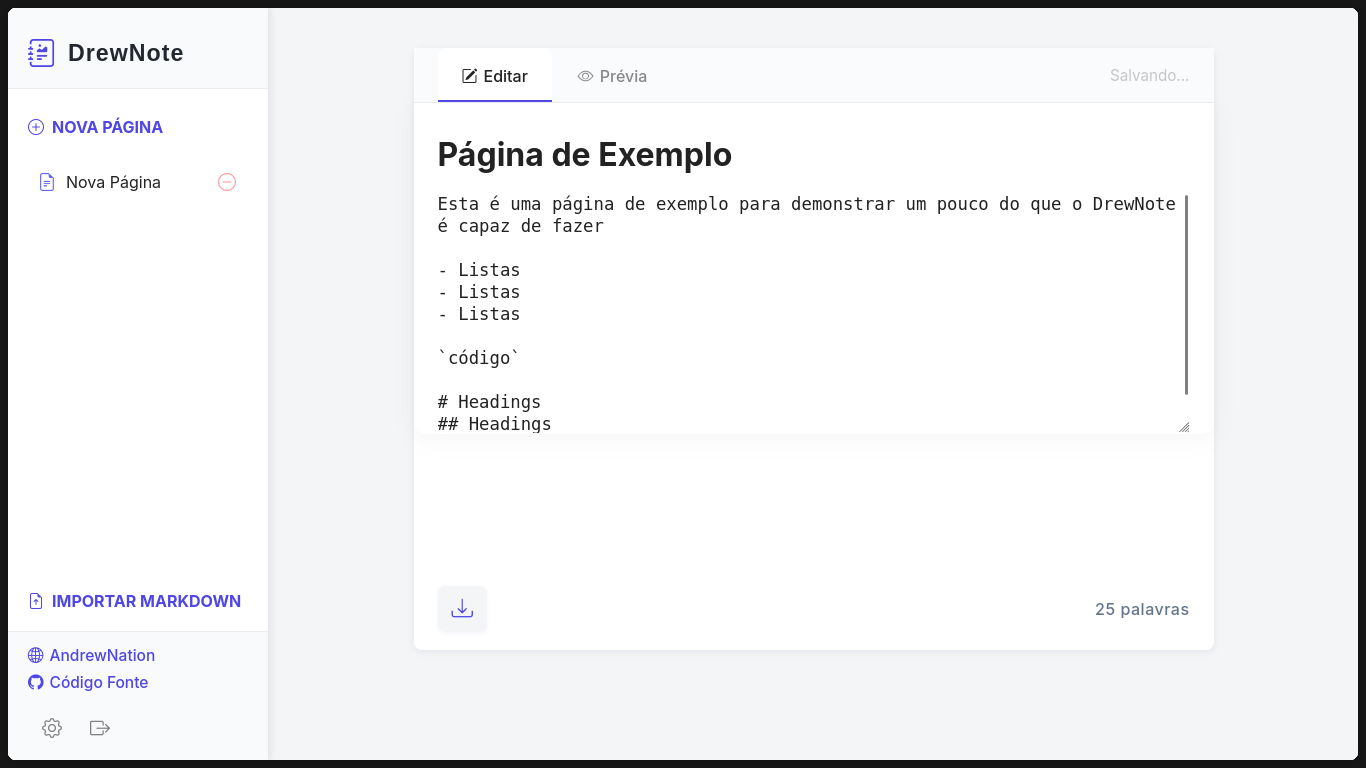 DrewNote
NOVA PÁGINA
Nova Página
IMPORTAR MARKDOWN
AndrewNation
Código Fonte
Editar
Prévia
Salvando...
Página de Exemplo
Esta é uma página de exemplo para demonstrar um pouco do que o DrewNote
é capaz de fazer
- Listas
- Listas
- Listas
`código`
# Headings
## Headings
25 palavras